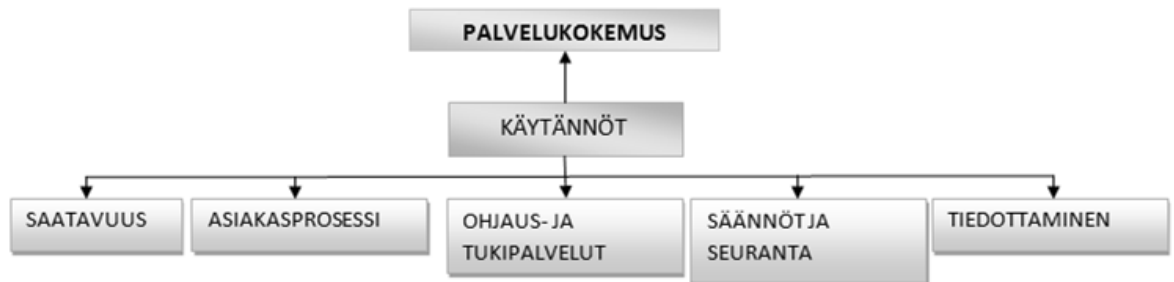 PALVELUKOKEMUS
KÄYTÄNNÖT
SAATAVUUS
ASIAKASPROSESSI
OHJAUS- JA
TUKIPALVELUT
SÄÄNNÖT JA
SEURANTA
TIEDOTTAMINEN